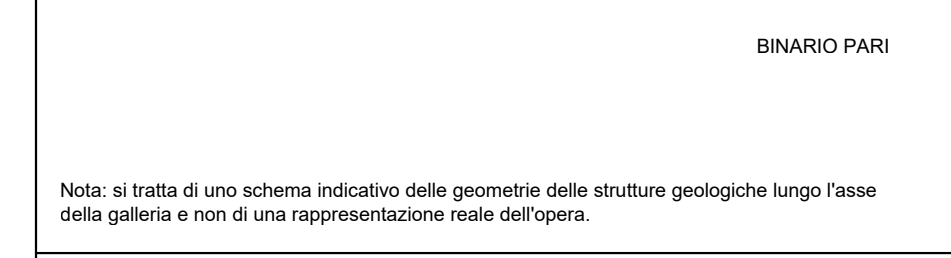 BINARIO PARI
Nota: si tratta di uno schema indicativo delle geometrie delle strutture geologiche lungo l'asse
della galleria e non di una rappresentazione reale dell'opera.